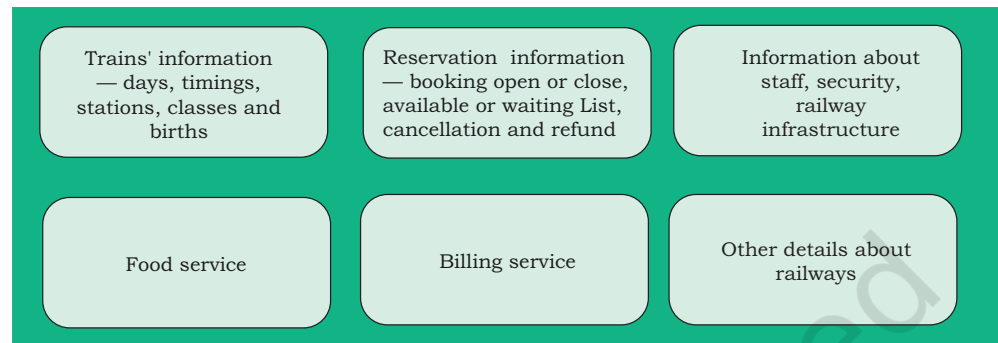 Trains' information
— days, timings,
stations, classes and
births
Reservation information
— booking open or close,
available or waiting List,
cancellation and refund
Information about
staff, security,
railway
infrastructure
Food service
Billing service
Other details about
railways